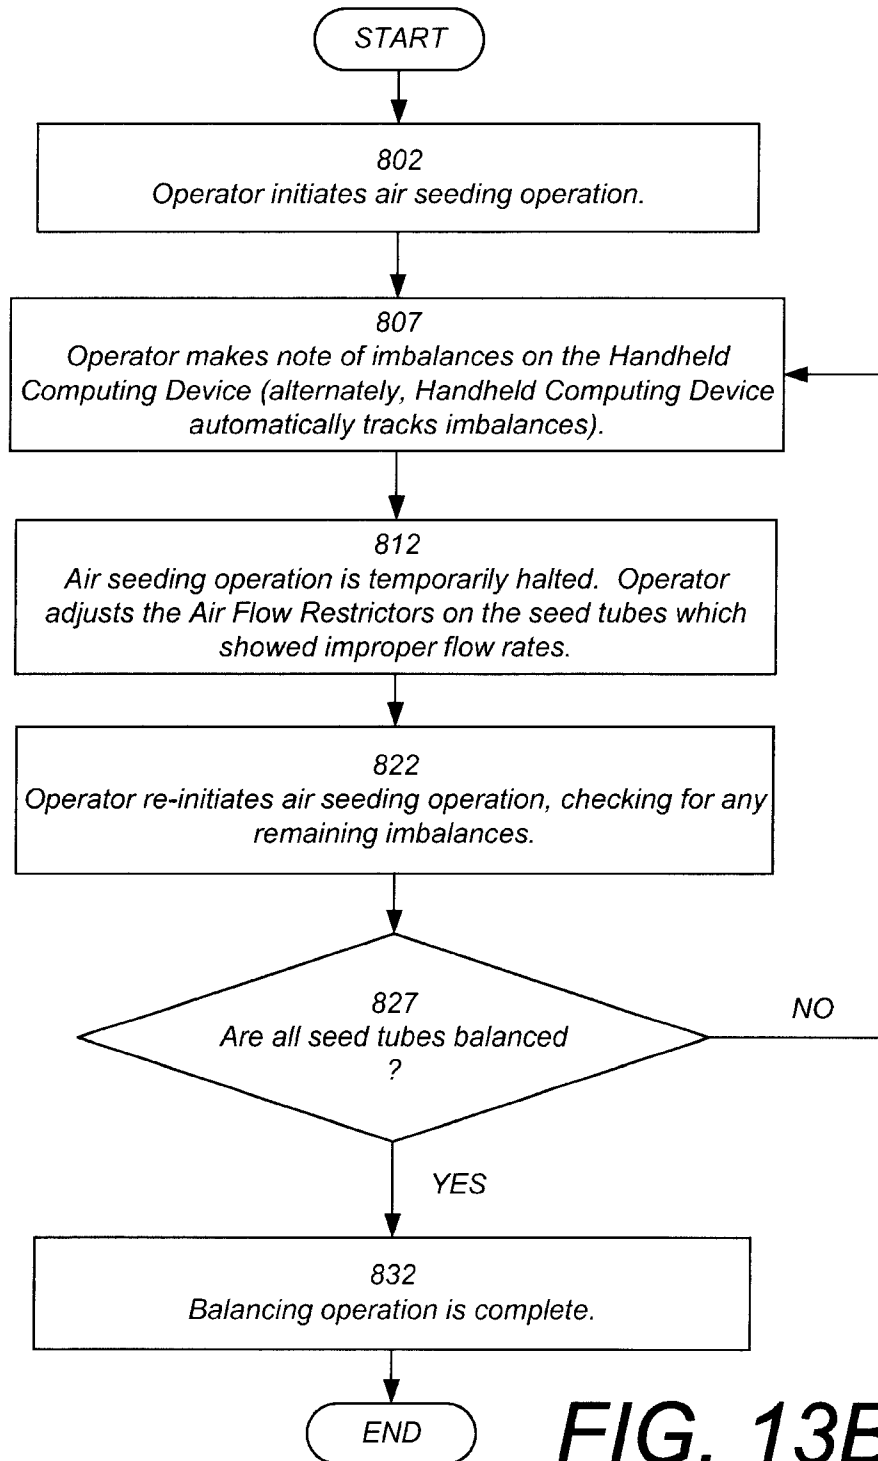 START
802
Operator initiates air seeding operation.
807
Operator makes note of imbalances on the Handheld
Computing Device (alternately, Handheld Computing Device
automatically tracks imbalances).
812
Air seeding operation is temporarily halted.  Operator
adjusts the Air Flow Restrictors on the seed tubes which
showed improper flow rates.
822
Operator re-initiates air seeding operation, checking for any
remaining imbalances.
827
Are all seed tubes balanced
?
NO
YES
832
Balancing operation is complete.
END
FIG. 13B